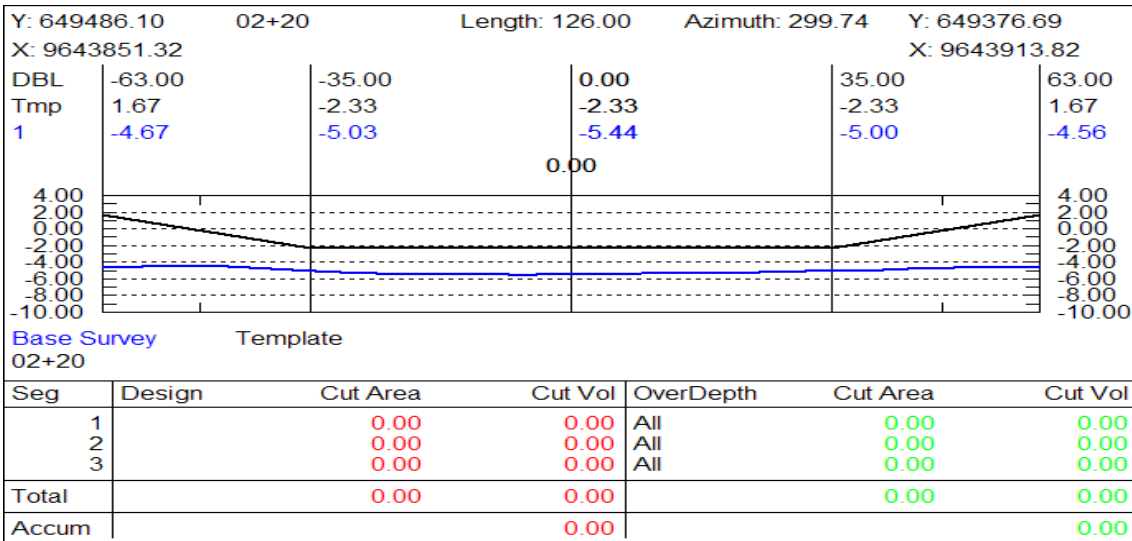 Y: 649486.10 02+20 Length: 126.00 Azimuth: 299.74 Y: 649376.69
X: 9643851.32 X: 9643913.82
DBL -63.00 -35.00 0.00 35.00 63.00
Tmp 1.67 -2.33 -2.33 -2.33 1.67
1 -4.67 -5.03 -5.44 -5.00 -4.56
0.00
4.00 4.00
2.00 2.00
0.00 0.00
-2.00 -2.00
-4.00 -4.00
-6.00 -6.00
-8.00 -8.00
-10.00 -10.00
Base Survey Template
02+20
Seg Design Cut Area Cut Vol OverDepth Cut Area Cut Vol
1 0.00 0.00 All 0.00 0.00
2 0.00 0.00 All 0.00 0.00
3 0.00 0.00 All 0.00 0.00
Total 0.00 0.00 0.00 0.00
Accum 0.00 0.00